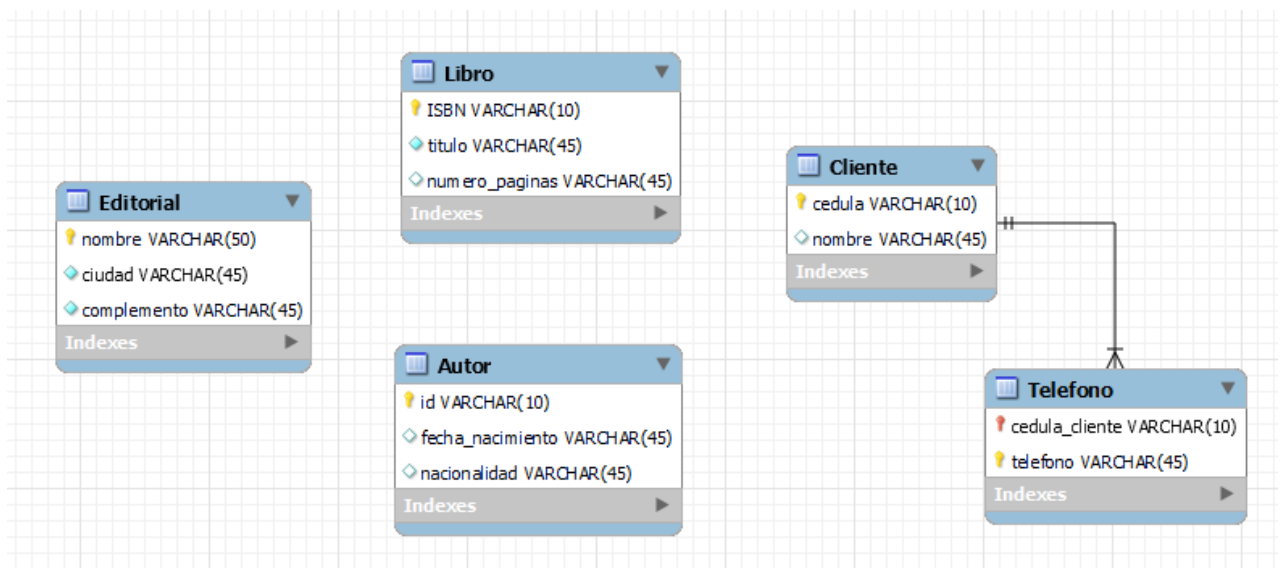 Editorial
nombre VARCHAR(50)
ciudad VARCHAR(45)
complemento VARCHAR(45)
Indexes
Libro
ISBN VARCHAR(10)
titulo VARCHAR(45)
numero_paginas VARCHAR(45)
Indexes
Autor
id VARCHAR(10)
fecha_nacimiento VARCHAR(45)
nacionalidad VARCHAR(45)
Indexes
Cliente
cedula VARCHAR(10)
nombre VARCHAR(45)
Indexes
Telefono
cedula_cliente VARCHAR(10)
telefono VARCHAR(45)
Indexes